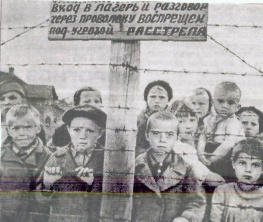 ВХОД В ЛАГЕРЬ И РАЗГОВОР
ЧЕРЕЗ ПРОВОЛОКУ ВОСПРЕЩЕН
ПОД УГРОЗОЙ РАССТРЕЛА